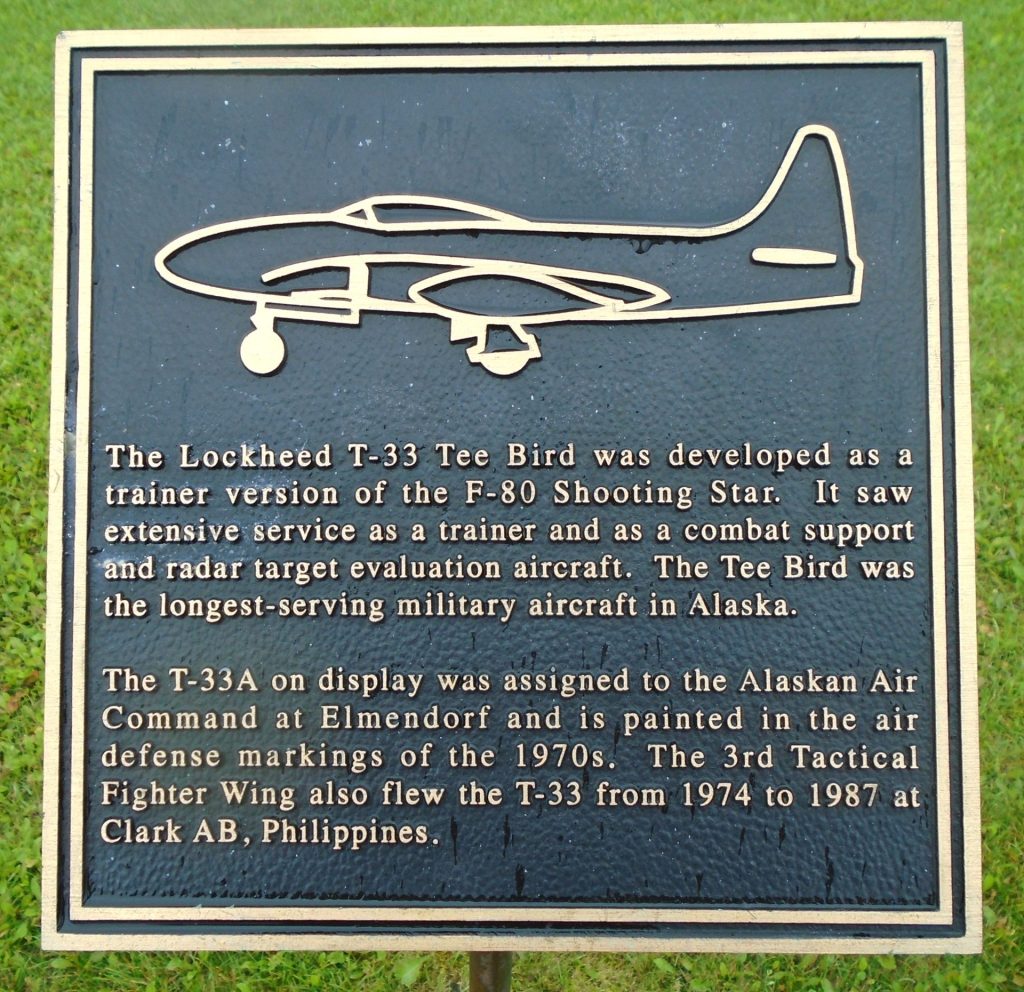 The Lockheed T-33 Tee Bird was developed as a
trainer version of the F-80 Shooting Star. It saw
extensive service as a trainer and as a combat support
and radar target evaluation aircraft. The Tee Bird was
the longest-serving military aircraft in Alaska.
The T-33A on display was assigned to the Alaskan Air
Command at Elmendorf and is painted in the air
defense markings of the 1970s. The 3rd Tactical
Fighter Wing also flew the T-33 from 1974 to 1987 at
Clark AB, Philippines.